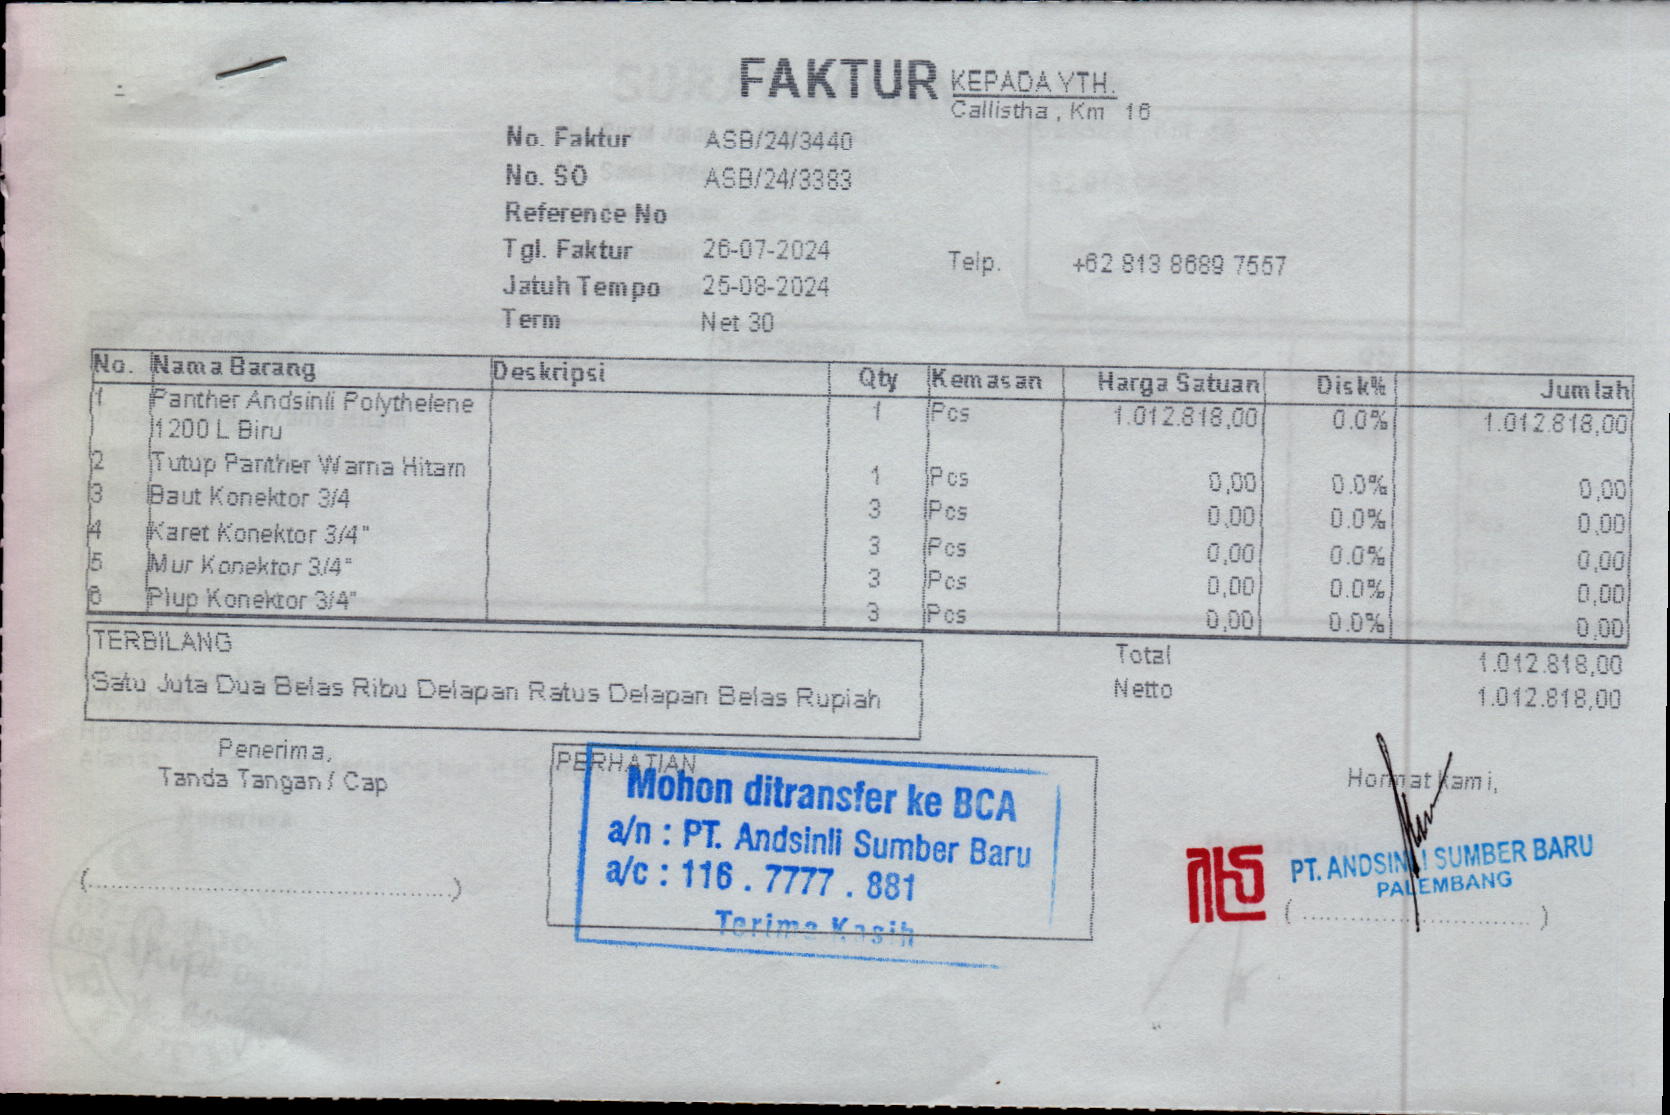 FAKTUR
KEPADA YTH.
Callistha , Km 16
No. Faktur ASB/24/3440
No. SO ASB/24/3383
Reference No
Tgl. Faktur 26-07-2024
Telp. +62 813 8689 7557
Jatuh Tempo 25-08-2024
Term Net 30
No. Nama Barang Deskripsi Qty Kemasan Harga Satuan Disk% Jumlah
1 Panther Andsinli Polythelene 1 Pcs 1.012.818,00 0.0% 1.012.818,00
1200 L Biru
2 Tutup Panther Warna Hitam 1 Pcs 0,00 0.0% 0,00
3 Baut Konektor 3/4 3 Pcs 0,00 0.0% 0,00
4 Karet Konektor 3/4" 3 Pcs 0,00 0.0% 0,00
5 Mur Konektor 3/4" 3 Pcs 0,00 0.0% 0,00
6 Plup Konektor 3/4" 3 Pcs 0,00 0.0% 0,00
TERBILANG
Satu Juta Dua Belas Ribu Delapan Ratus Delapan Belas Rupiah
Total 1.012.818,00
Netto 1.012.818,00
Penerima,
Tanda Tangan / Cap
(........................................)
PERHATIAN
Mohon ditransfer ke BCA
a/n : PT. Andsinli Sumber Baru
a/c : 116 . 7777 . 881
Terima Kasih
Hormat Kami,
PT. ANDSINLI SUMBER BARU
PALEMBANG
(..............................)